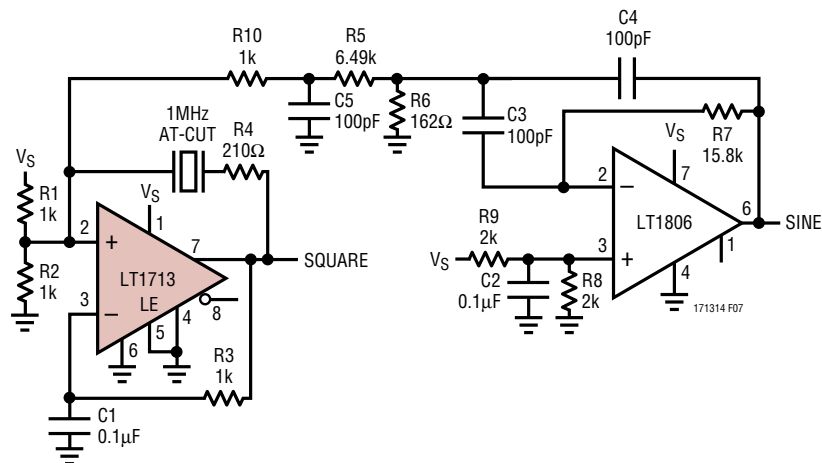 C4
100pF
R10
1k
R5
6.49k
C5
100pF
R6
162Ω
C3
100pF
R7
15.8k
1MHz
AT-CUT
R4
210Ω
VS
R1
1k
R2
1k
VS
1
2
+
7
SQUARE
LT1713
LE
3
–
8
4
5
6
R3
1k
C1
0.1µF
VS
7
2
–
LT1806
6
SINE
1
3
+
4
R9
2k
VS
C2
0.1µF
R8
2k
171314 F07